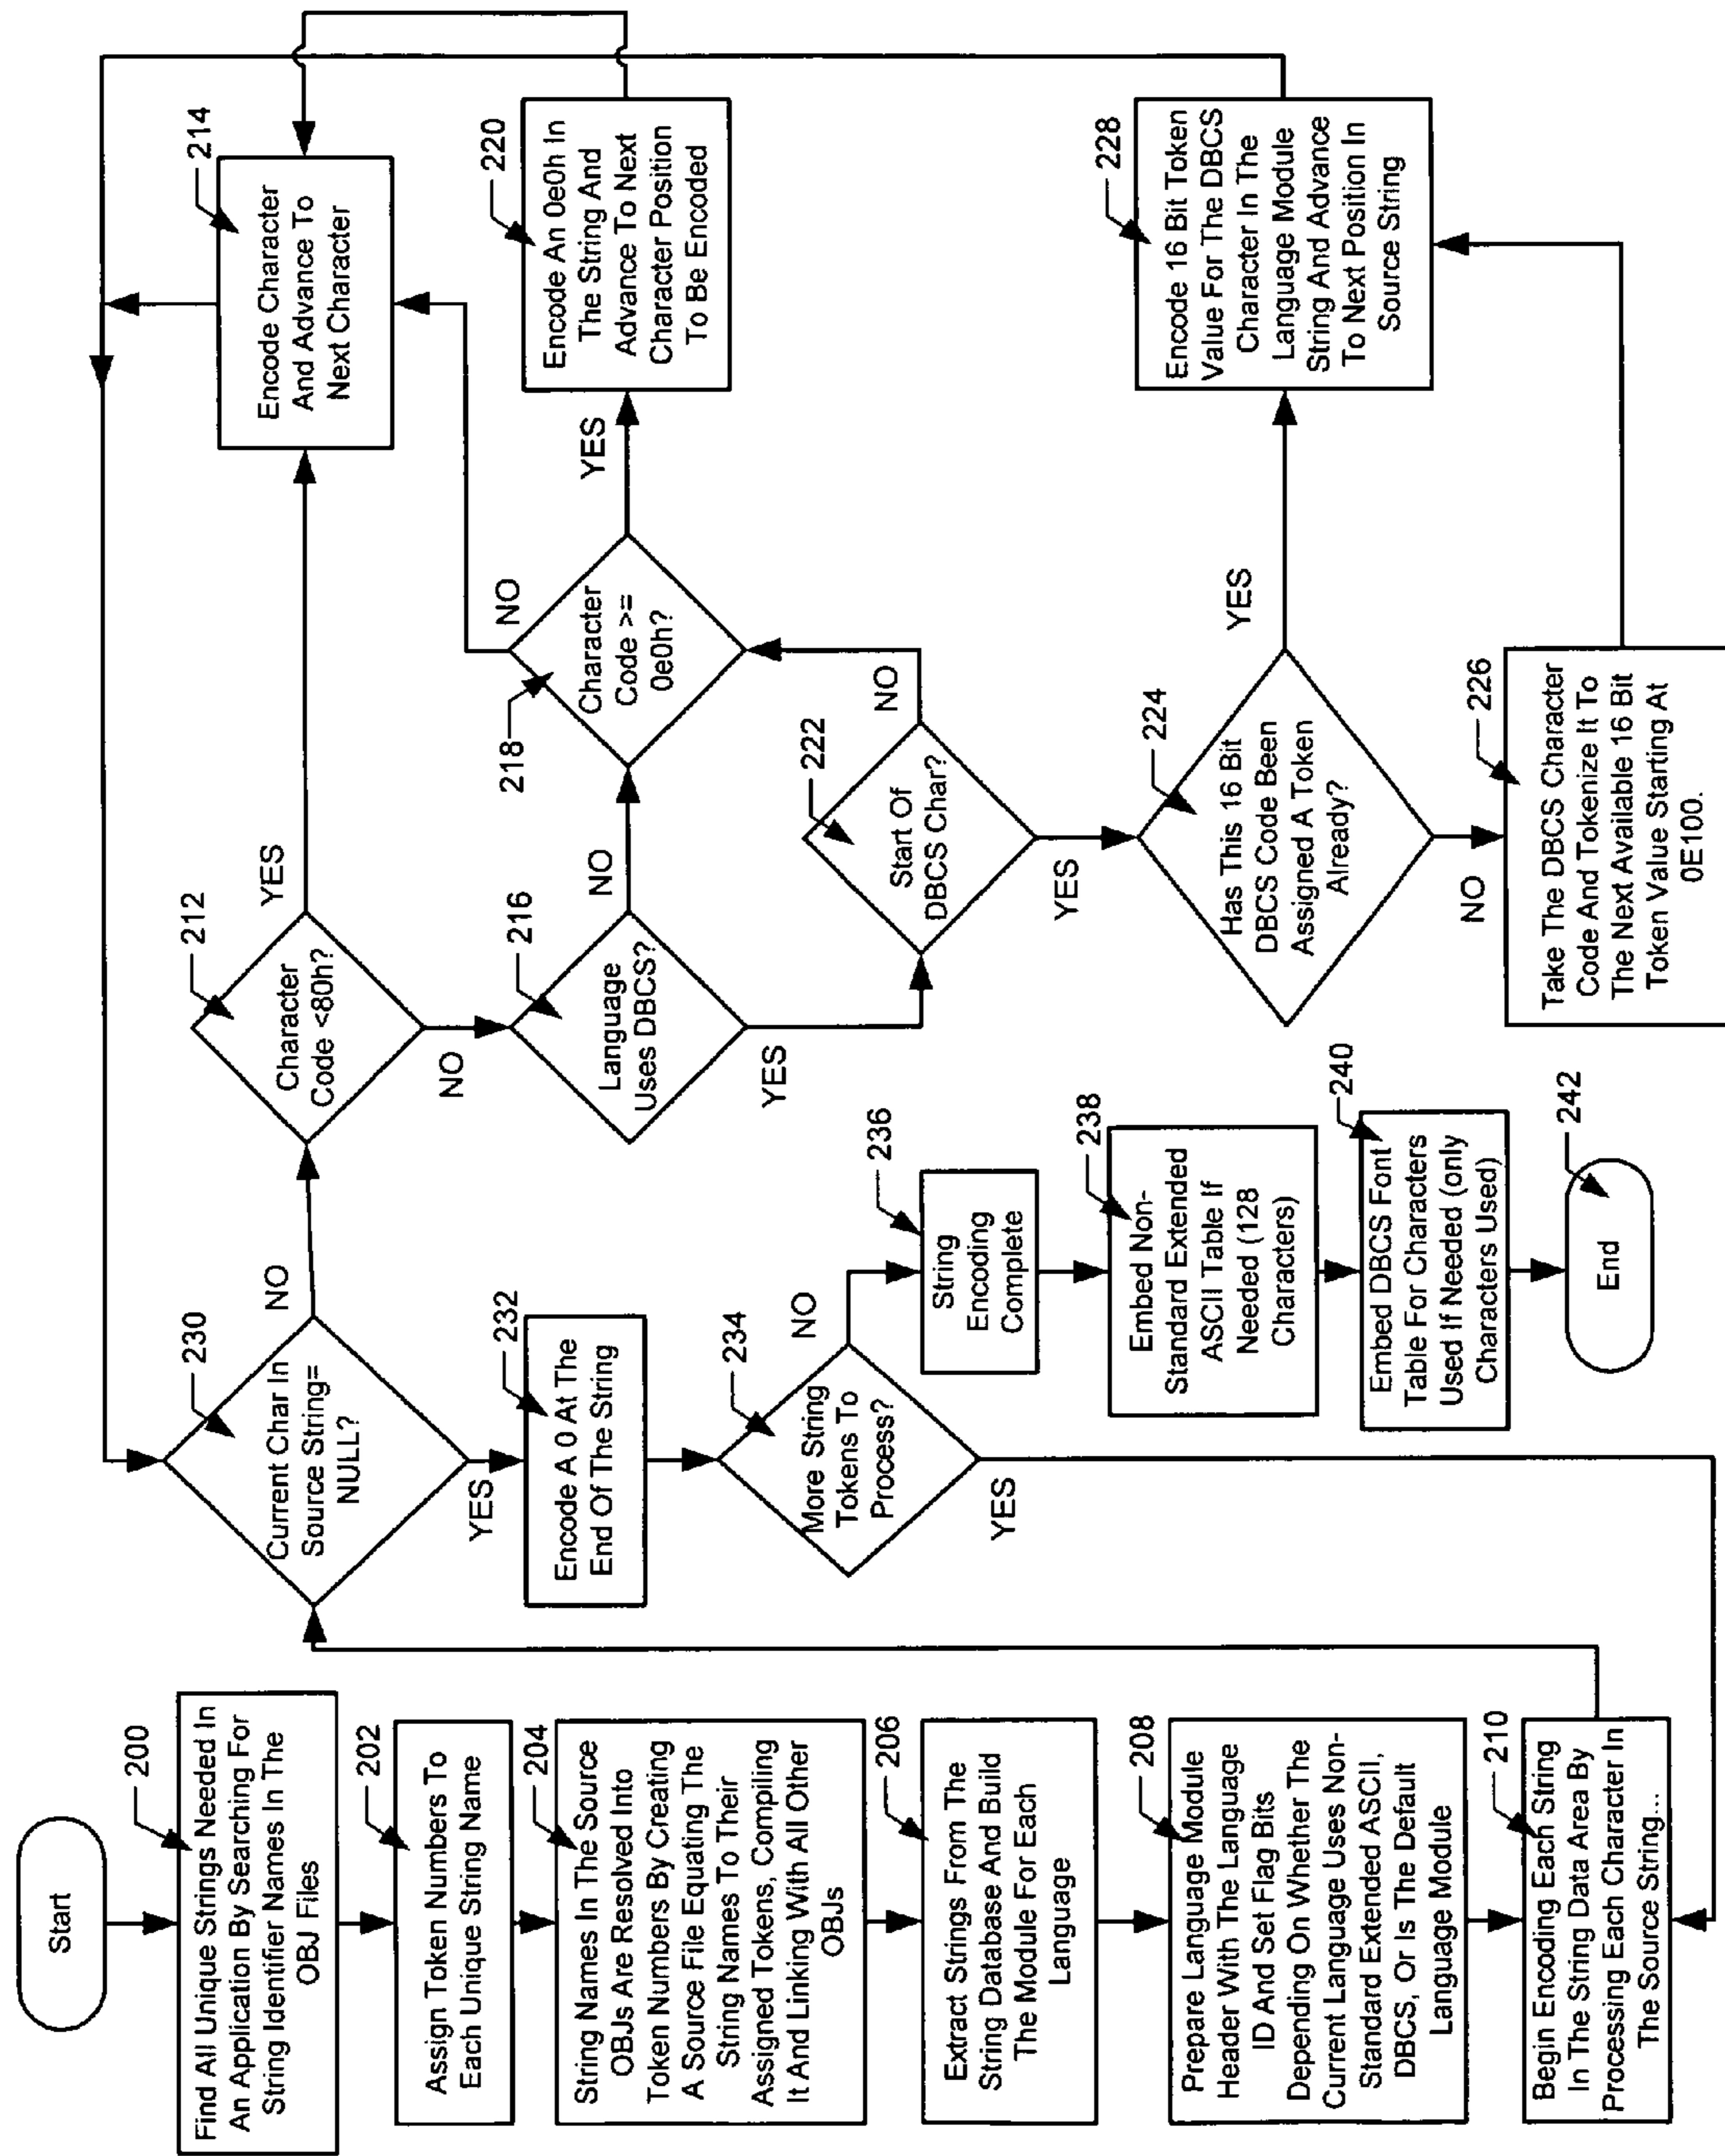 Start
200
Find All Unique Strings Needed In
An Application By Searching For
String Identifier Names In The
OBJ Files
202
Assign Token Numbers To
Each Unique String Name
204
String Names In The Source
OBJs Are Resolved Into
Token Numbers By Creating
A Source File Equating The
String Names To Their
Assigned Tokens, Compiling
It And Linking With All Other
OBJs
206
Extract Strings From The
String Database And Build
The Module For Each
Language
208
Prepare Language Module
Header With The Language
ID And Set Flag Bits
Depending On Whether The
Current Language Uses Non-
Standard Extended ASCII,
DBCS, Or Is The Default
Language Module
210
Begin Encoding Each String
In The String Data Area By
Processing Each Character In
The Source String...
230
Current Char In
Source String=
NULL?
NO
YES
232
Encode A 0 At The
End Of The String
234
More String
Tokens To
Process?
NO
YES
236
String
Encoding
Complete
238
Embed Non-
Standard Extended
ASCII Table If
Needed (128
Characters)
240
Embed DBCS Font
Table For Characters
Used If Needed (only
Characters Used)
242
End
212
Character
Code <80h?
YES
NO
214
Encode Character
And Advance To
Next Character
216
Language
Uses DBCS?
NO
YES
218
Character
Code >=
0e0h?
NO
YES
220
Encode An 0e0h In
The String And
Advance To Next
Character Position
To Be Encoded
222
Start Of
DBCS Char?
NO
YES
224
Has This 16 Bit
DBCS Code Been
Assigned A Token
Already?
YES
NO
226
Take The DBCS Character
Code And Tokenize It To
The Next Available 16 Bit
Token Value Starting At
0E100.
228
Encode 16 Bit Token
Value For The DBCS
Character In The
Language Module
String And Advance
To Next Position In
Source String